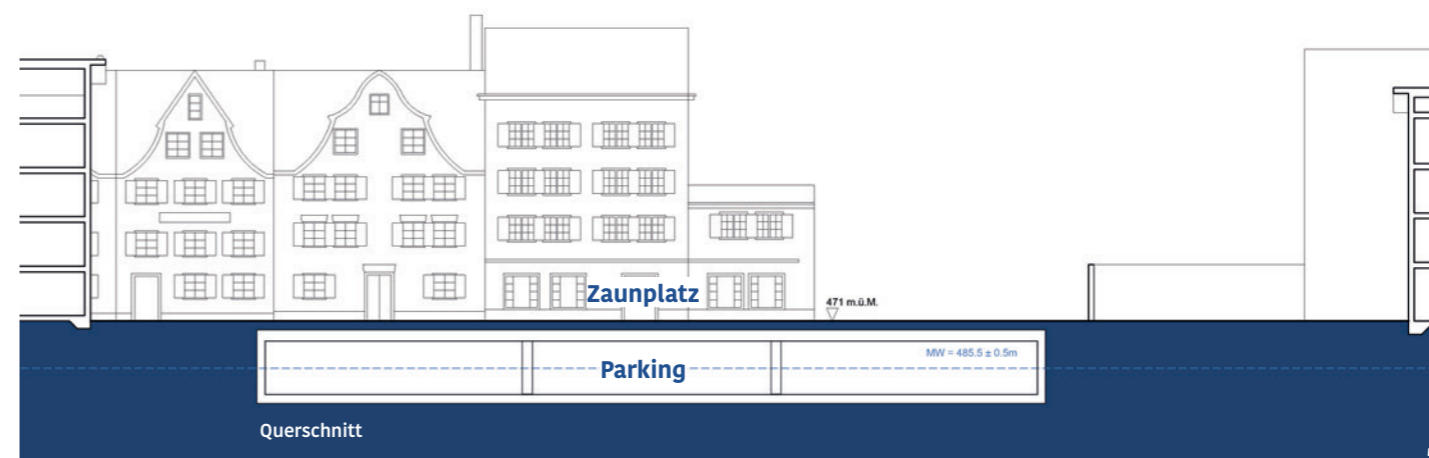 Zaunplatz
471 m.ü.M.
MW = 485.5 ± 0.5m
Parking
Querschnitt